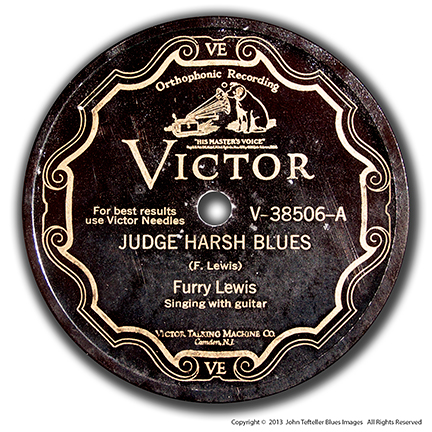 VE
Orthophonic Recording
"HIS MASTER'S VOICE"
VICTOR
For best results
use Victor Needles
V-38506-A
JUDGE HARSH BLUES
(F. Lewis)
Furry Lewis
Singing with guitar
VICTOR TALKING MACHINE CO.
Camden, N.J.
VE
Copyright © 2013 John Tefteller Blues Images All Rights Reserved